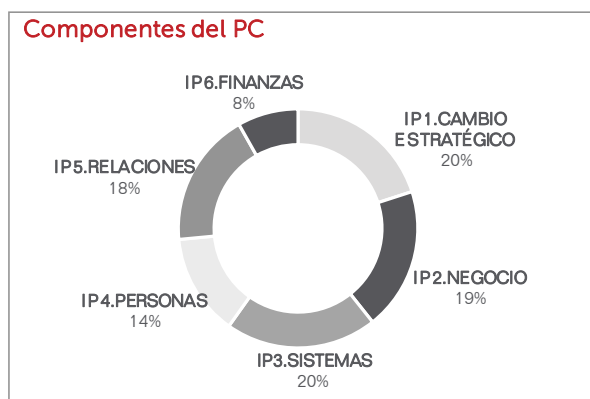 Componentes del PC
IP6.FINANZAS
8%
IP1.CAMBIO
ESTRATÉGICO
20%
IP5.RELACIONES
18%
IP2.NEGOCIO
19%
IP4.PERSONAS
14%
IP3.SISTEMAS
20%